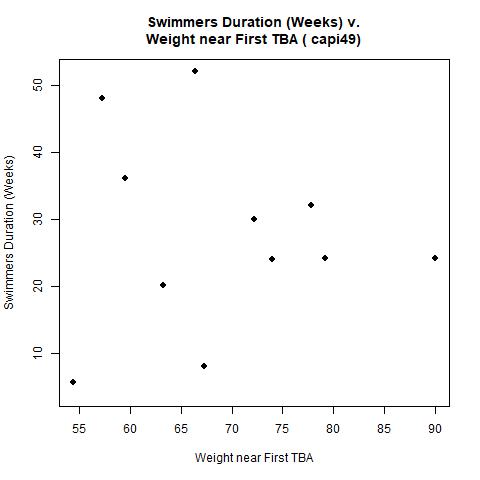 Swimmers Duration (Weeks) v.
Weight near First TBA ( capi49)
Swimmers Duration (Weeks)
50
40
30
20
10
55 60 65 70 75 80 85 90
Weight near First TBA